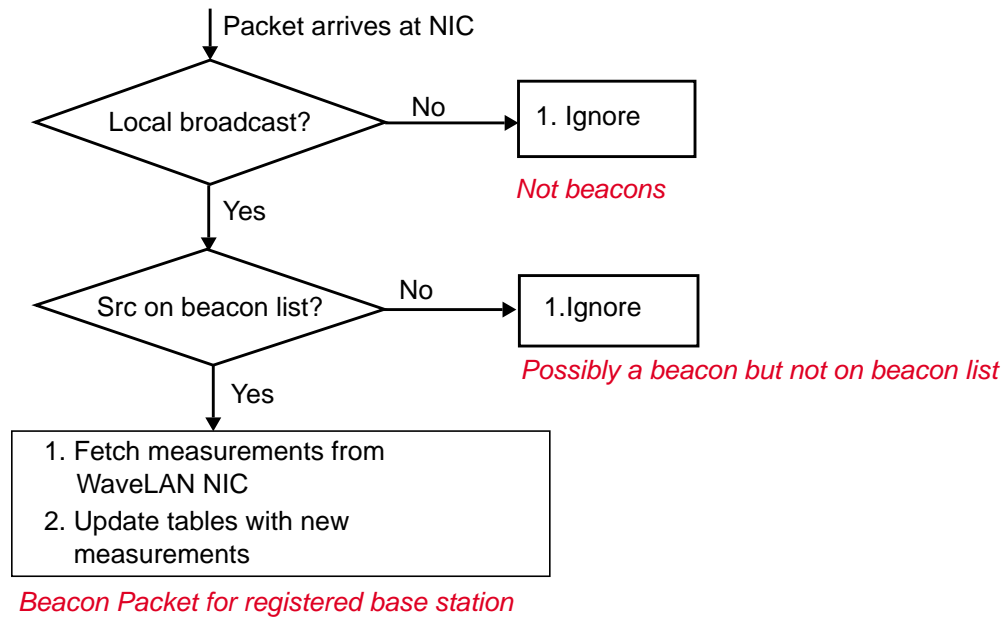 Packet arrives at NIC
Local broadcast?
No
1. Ignore
Not beacons
Yes
Src on beacon list?
No
1.Ignore
Possibly a beacon but not on beacon list
Yes
1. Fetch measurements from
WaveLAN NIC
2. Update tables with new
measurements
Beacon Packet for registered base station